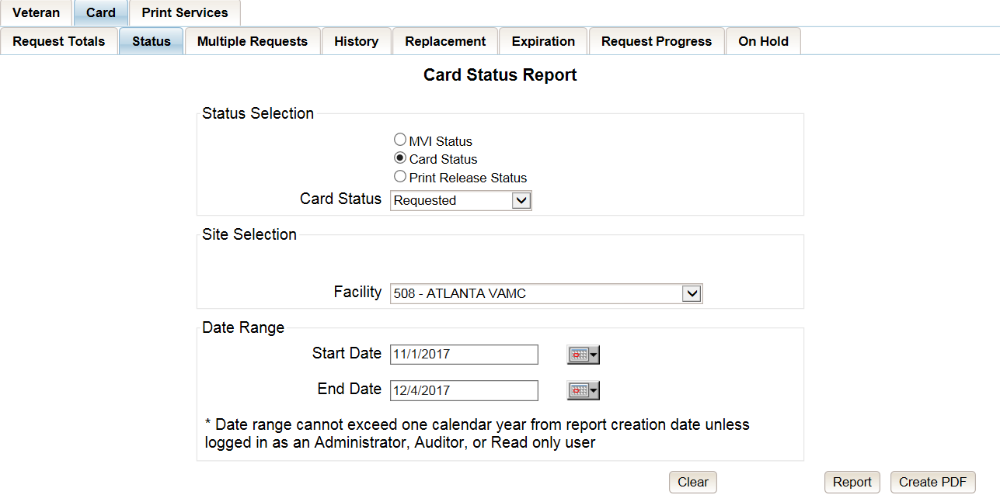 Veteran Card Print Services
Request Totals Status Multiple Requests History Replacement Expiration Request Progress On Hold
Card Status Report
Status Selection
MVI Status
Card Status
Print Release Status
Card Status Requested
Site Selection
Facility 508 - ATLANTA VAMC
Date Range
Start Date 11/1/2017
End Date 12/4/2017
* Date range cannot exceed one calendar year from report creation date unless
logged in as an Administrator, Auditor, or Read only user
Clear Report Create PDF